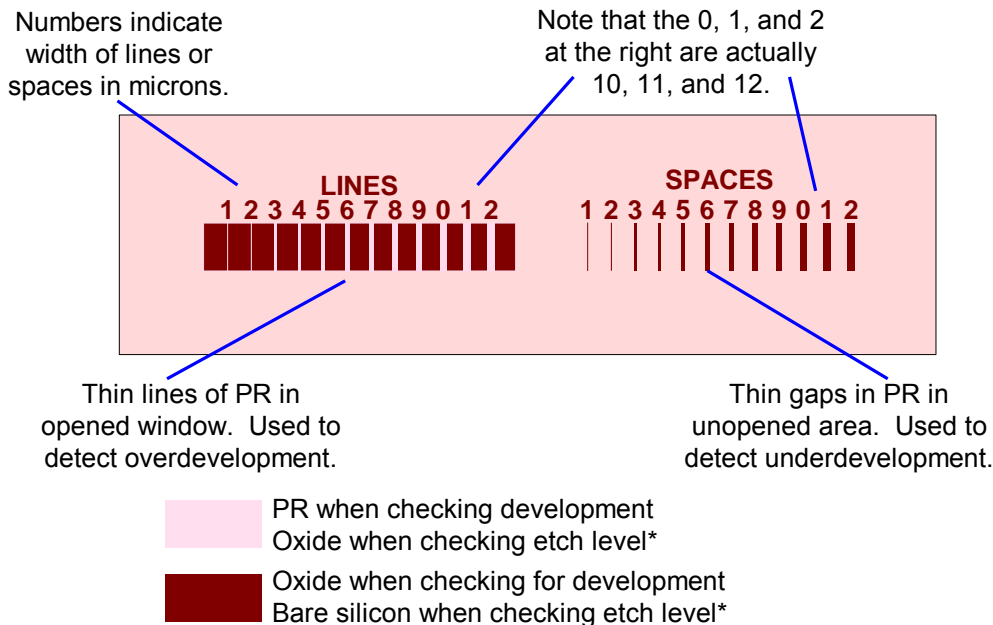 Numbers indicate
width of lines or
spaces in microns.
Note that the 0, 1, and 2
at the right are actually
10, 11, and 12.
LINES
1 2 3 4 5 6 7 8 9 0 1 2
SPACES
1 2 3 4 5 6 7 8 9 0 1 2
Thin lines of PR in
opened window. Used to
detect overdevelopment.
Thin gaps in PR in
unopened area. Used to
detect underdevelopment.
PR when checking development
Oxide when checking etch level*
Oxide when checking for development
Bare silicon when checking etch level*